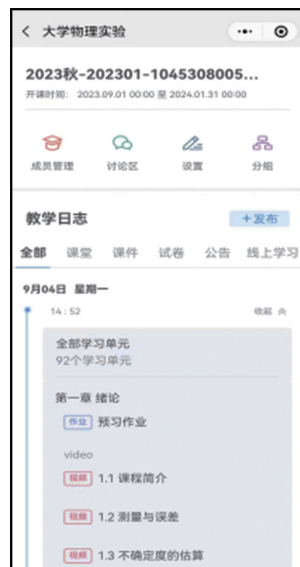 大学物理实验
2023秋-202301-1045308005...
开课时间: 2023.09.01 00:00 至 2024.01.31 00:00
成员管理 讨论区 设置 分组
教学日志 +发布
全部 课堂 课件 试卷 公告 线上学习
9月04日 星期一
14:52 收起
全部学习单元
92个学习单元
第一章 绪论
作业 预习作业
video
视频 1.1 课程简介
视频 1.2 测量与误差
视频 1.3 不确定度的估算